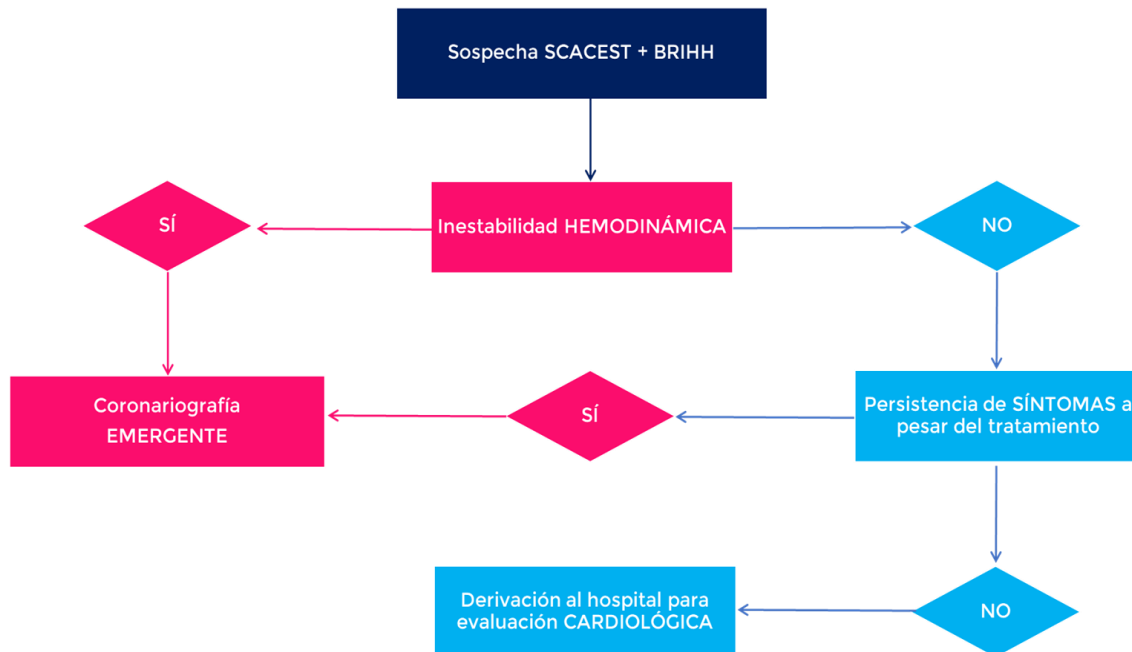 Sospecha SCACEST + BRIHH
SÍ
Inestabilidad HEMODINÁMICA
NO
Coronariografía
EMERGENTE
SÍ
Persistencia de SÍNTOMAS a
pesar del tratamiento
Derivación al hospital para
evaluación CARDIOLÓGICA
NO